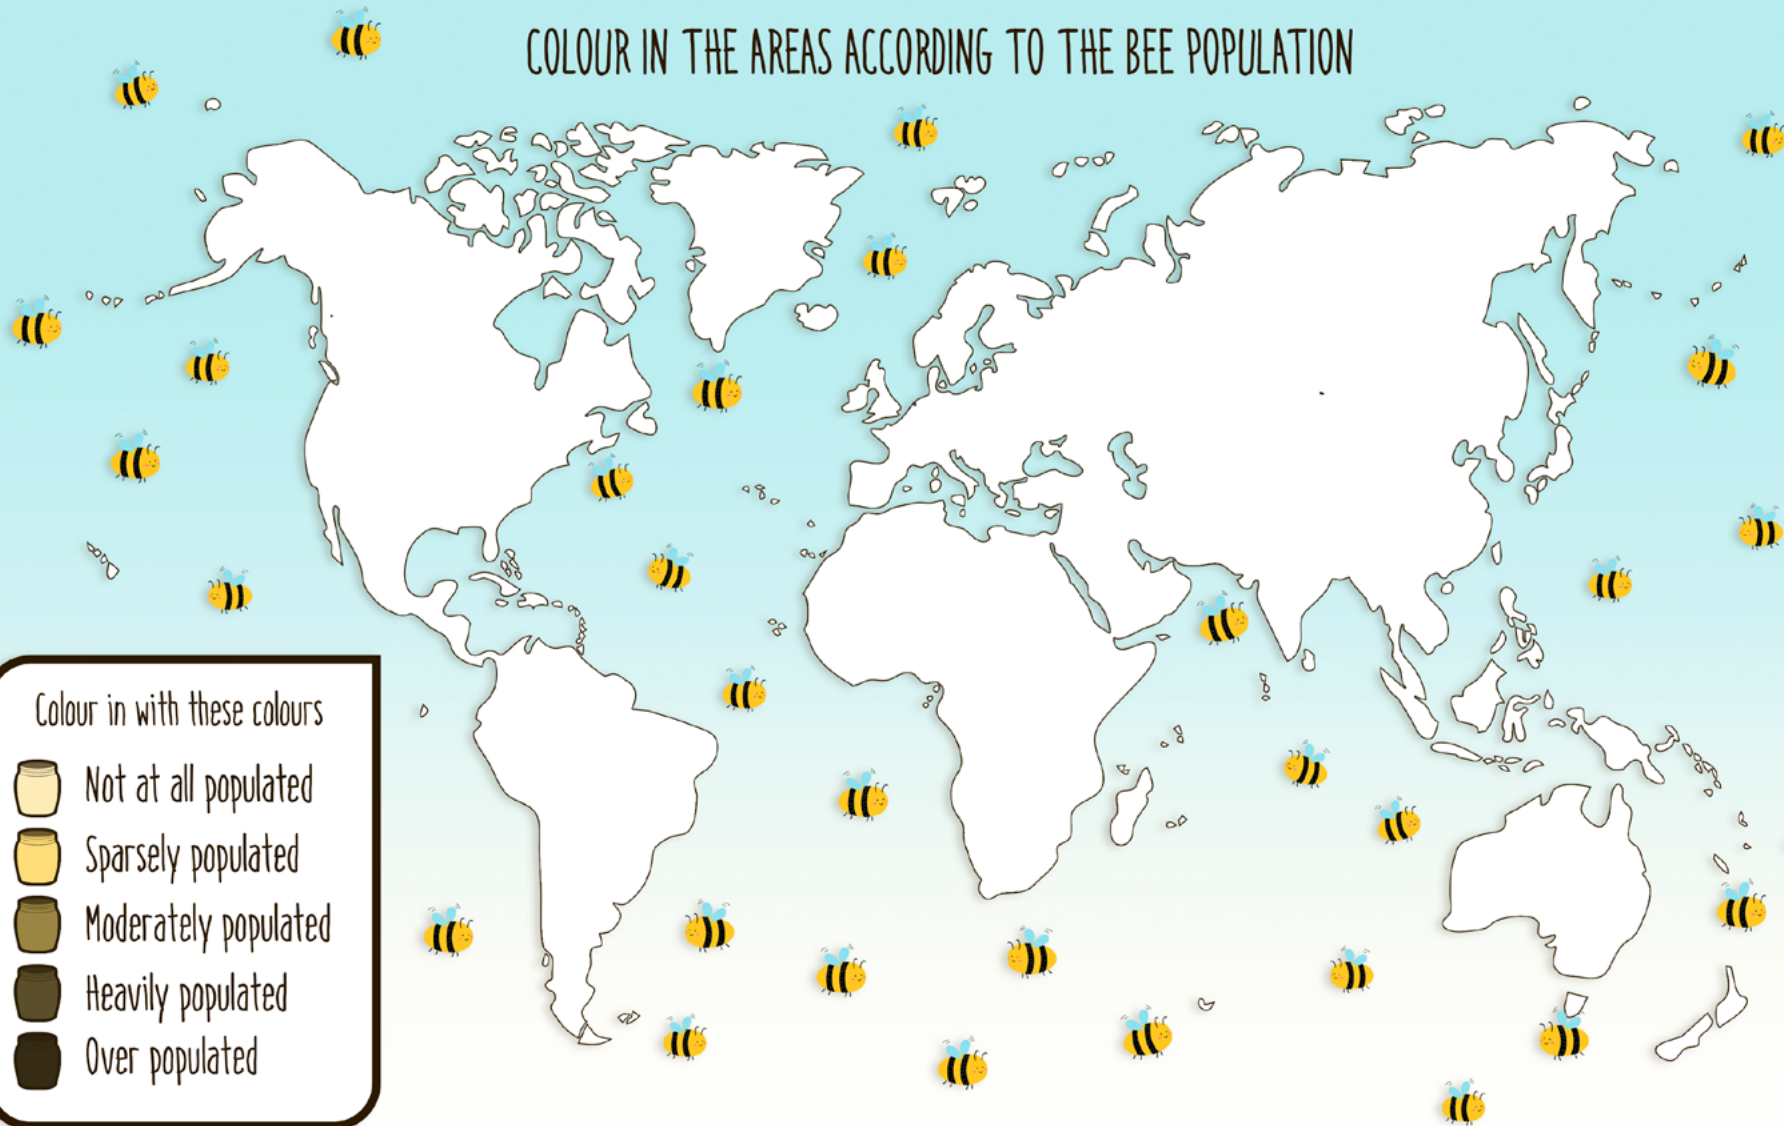 COLOUR IN THE AREAS ACCORDING TO THE BEE POPULATION
Colour in with these colours
Not at all populated
Sparsely populated
Moderately populated
Heavily populated
Over populated